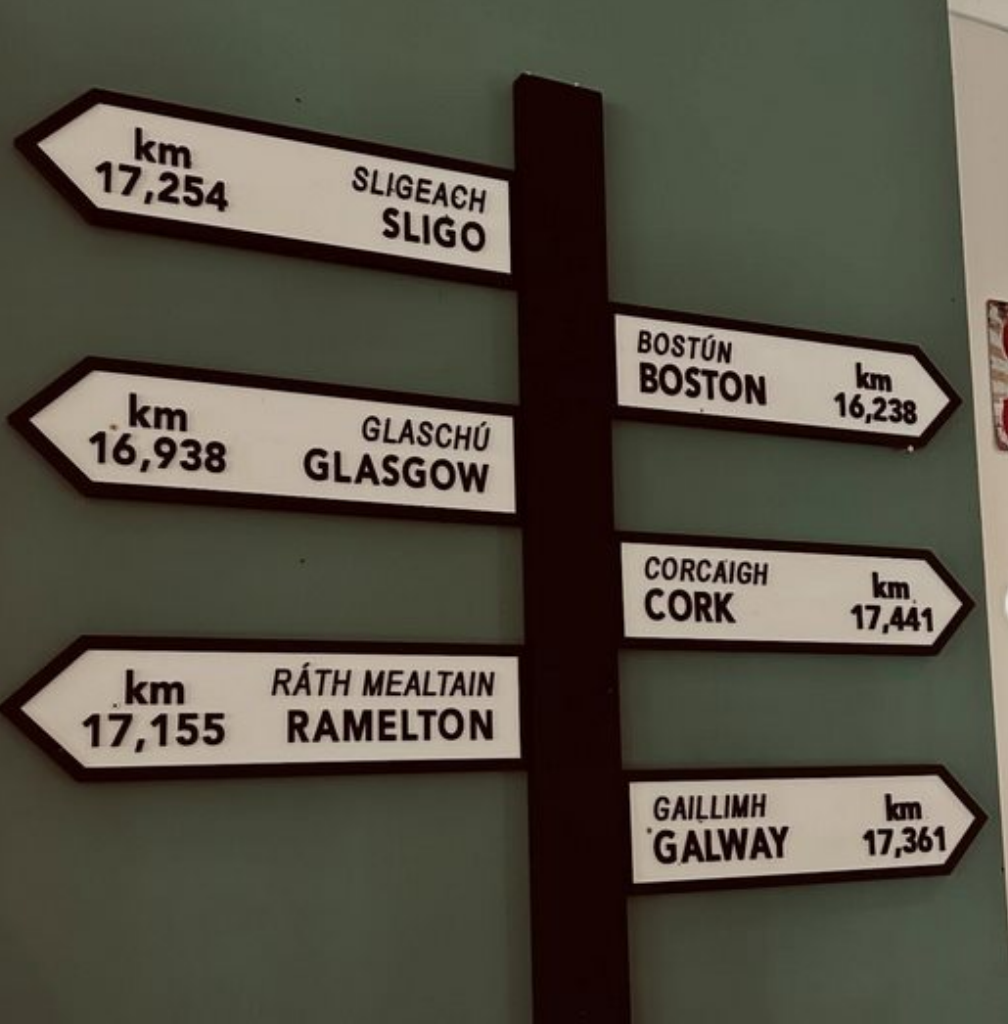 km
17,254
SLIGEACH
SLIGO
BOSTÚN
BOSTON
km
16,238
km
16,938
GLASCHÚ
GLASGOW
CORCAIGH
CORK
km
17,441
km
17,155
RÁTH MEALTAIN
RAMELTON
GAILLIMH
GALWAY
km
17,361